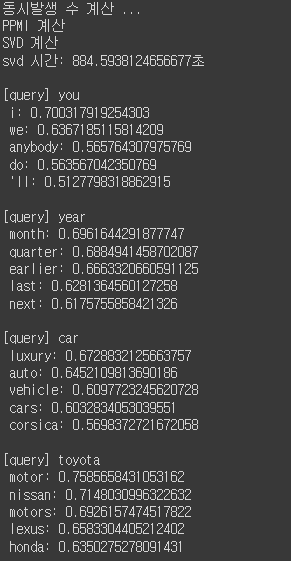 동시발생 수 계산 ...
PPMI 계산
SVD 계산
svd 시간: 884.5938124656677초
[query] you
i: 0.700317919254303
we: 0.6367185115814209
anybody: 0.565764307975769
do: 0.563567042350769
'll: 0.5127798318862915
[query] year
month: 0.6961644291877747
quarter: 0.6884941458702087
earlier: 0.6663320660591125
last: 0.6281364560127258
next: 0.6175755858421326
[query] car
luxury: 0.6728832125663757
auto: 0.6452109813690186
vehicle: 0.6097723245620728
cars: 0.6032834053039551
corsica: 0.5698372721672058
[query] toyota
motor: 0.7585658431053162
nissan: 0.7148030996322632
motors: 0.6926157474517822
lexus: 0.6583304405212402
honda: 0.6350275278091431